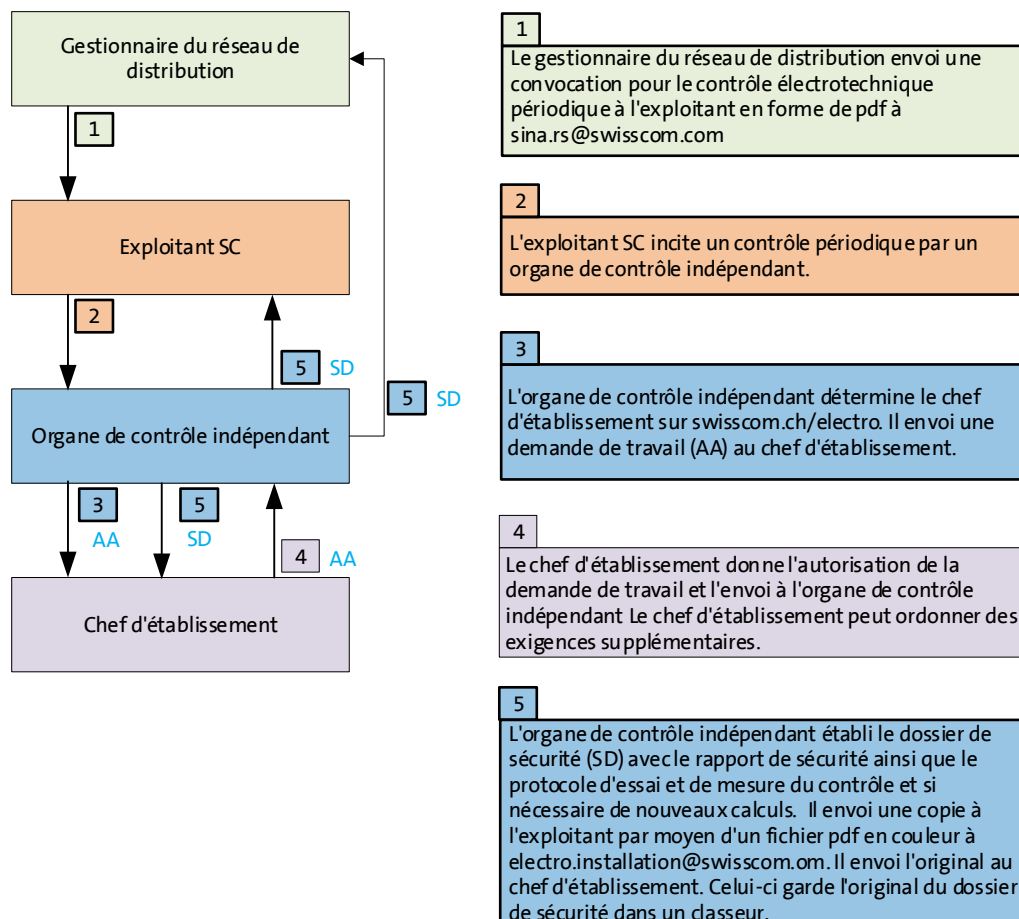 Gestionnaire du réseau de
distribution
1
Exploitant SC
2
5 SD
5 SD
Organe de contrôle indépendant
3
AA
5
SD
4 AA
Chef d'établissement
1
Le gestionnaire du réseau de distribution envoi une
convocation pour le contrôle électrotechnique
périodique à l'exploitant en forme de pdf à
sina.rs@swisscom.com
2
L'exploitant SC incite un contrôle périodique par un
organe de contrôle indépendant.
3
L'organe de contrôle indépendant détermine le chef
d'établissement sur swisscom.ch/electro. Il envoi une
demande de travail (AA) au chef d'établissement.
4
Le chef d'établissement donne l'autorisation de la
demande de travail et l'envoi à l'organe de contrôle
indépendant Le chef d'établissement peut ordonner des
exigences supplémentaires.
5
L'organe de contrôle indépendant établi le dossier de
sécurité (SD) avec le rapport de sécurité ainsi que le
protocole d'essai et de mesure du contrôle et si
nécessaire de nouveaux calculs. Il envoi une copie à
l'exploitant par moyen d'un fichier pdf en couleur à
electro.installation@swisscom.om. Il envoi l'original au
chef d'établissement. Celui-ci garde l'original du dossier
de sécurité dans un classeur.